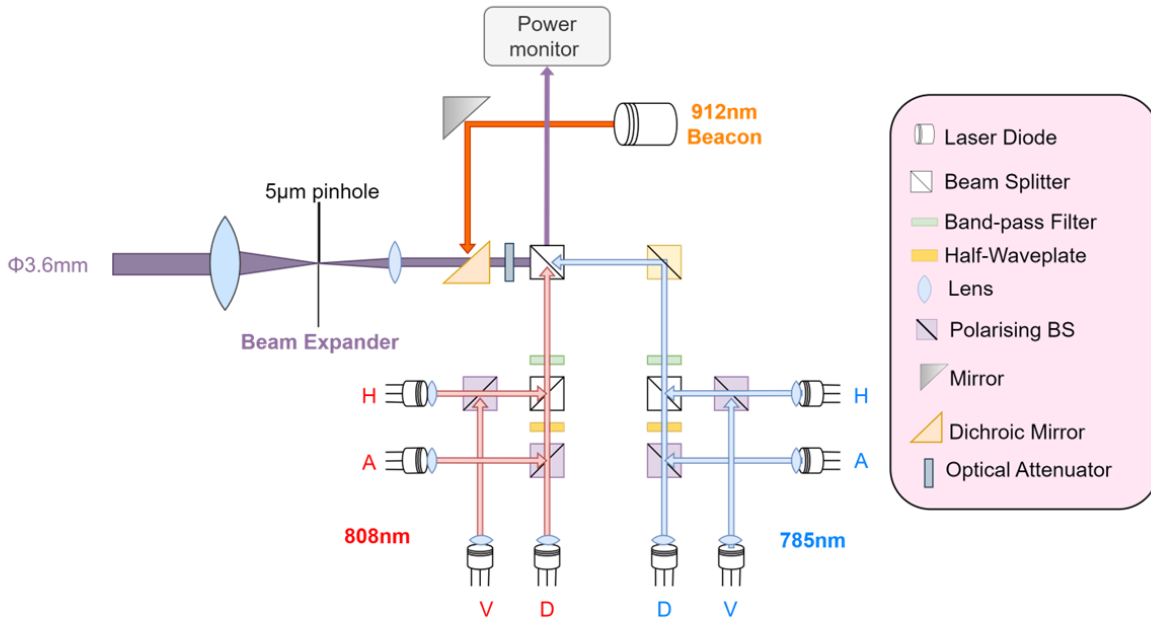 Power
monitor
912nm
Beacon
5µm pinhole
Φ3.6mm
Beam Expander
H
A
808nm
V
D
H
A
785nm
D
V
Laser Diode
Beam Splitter
Band-pass Filter
Half-Waveplate
Lens
Polarising BS
Mirror
Dichroic Mirror
Optical Attenuator